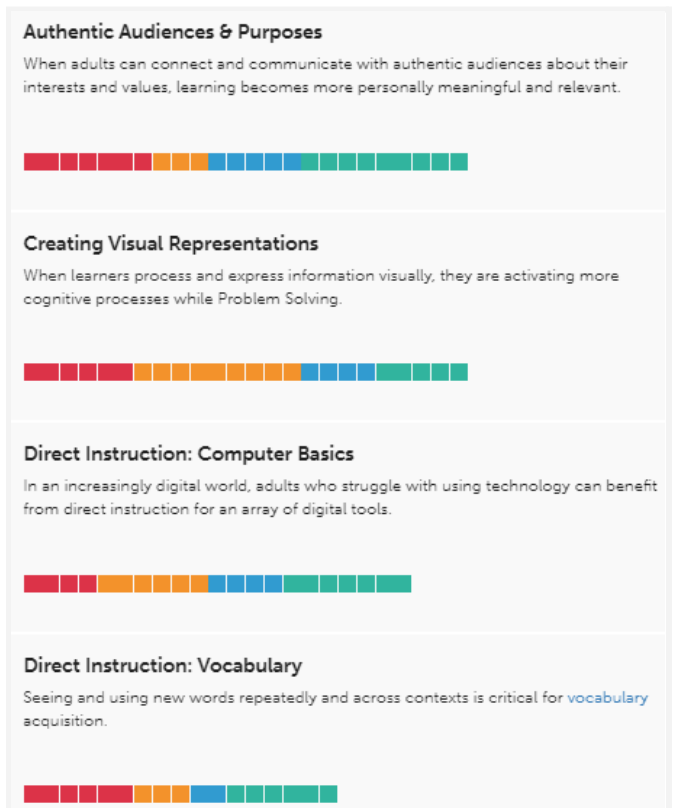 Authentic Audiences & Purposes
When adults can connect and communicate with authentic audiences about their
interests and values, learning becomes more personally meaningful and relevant.
Creating Visual Representations
When learners process and express information visually, they are activating more
cognitive processes while Problem Solving.
Direct Instruction: Computer Basics
In an increasingly digital world, adults who struggle with using technology can benefit
from direct instruction for an array of digital tools.
Direct Instruction: Vocabulary
Seeing and using new words repeatedly and across contexts is critical for vocabulary
acquisition.